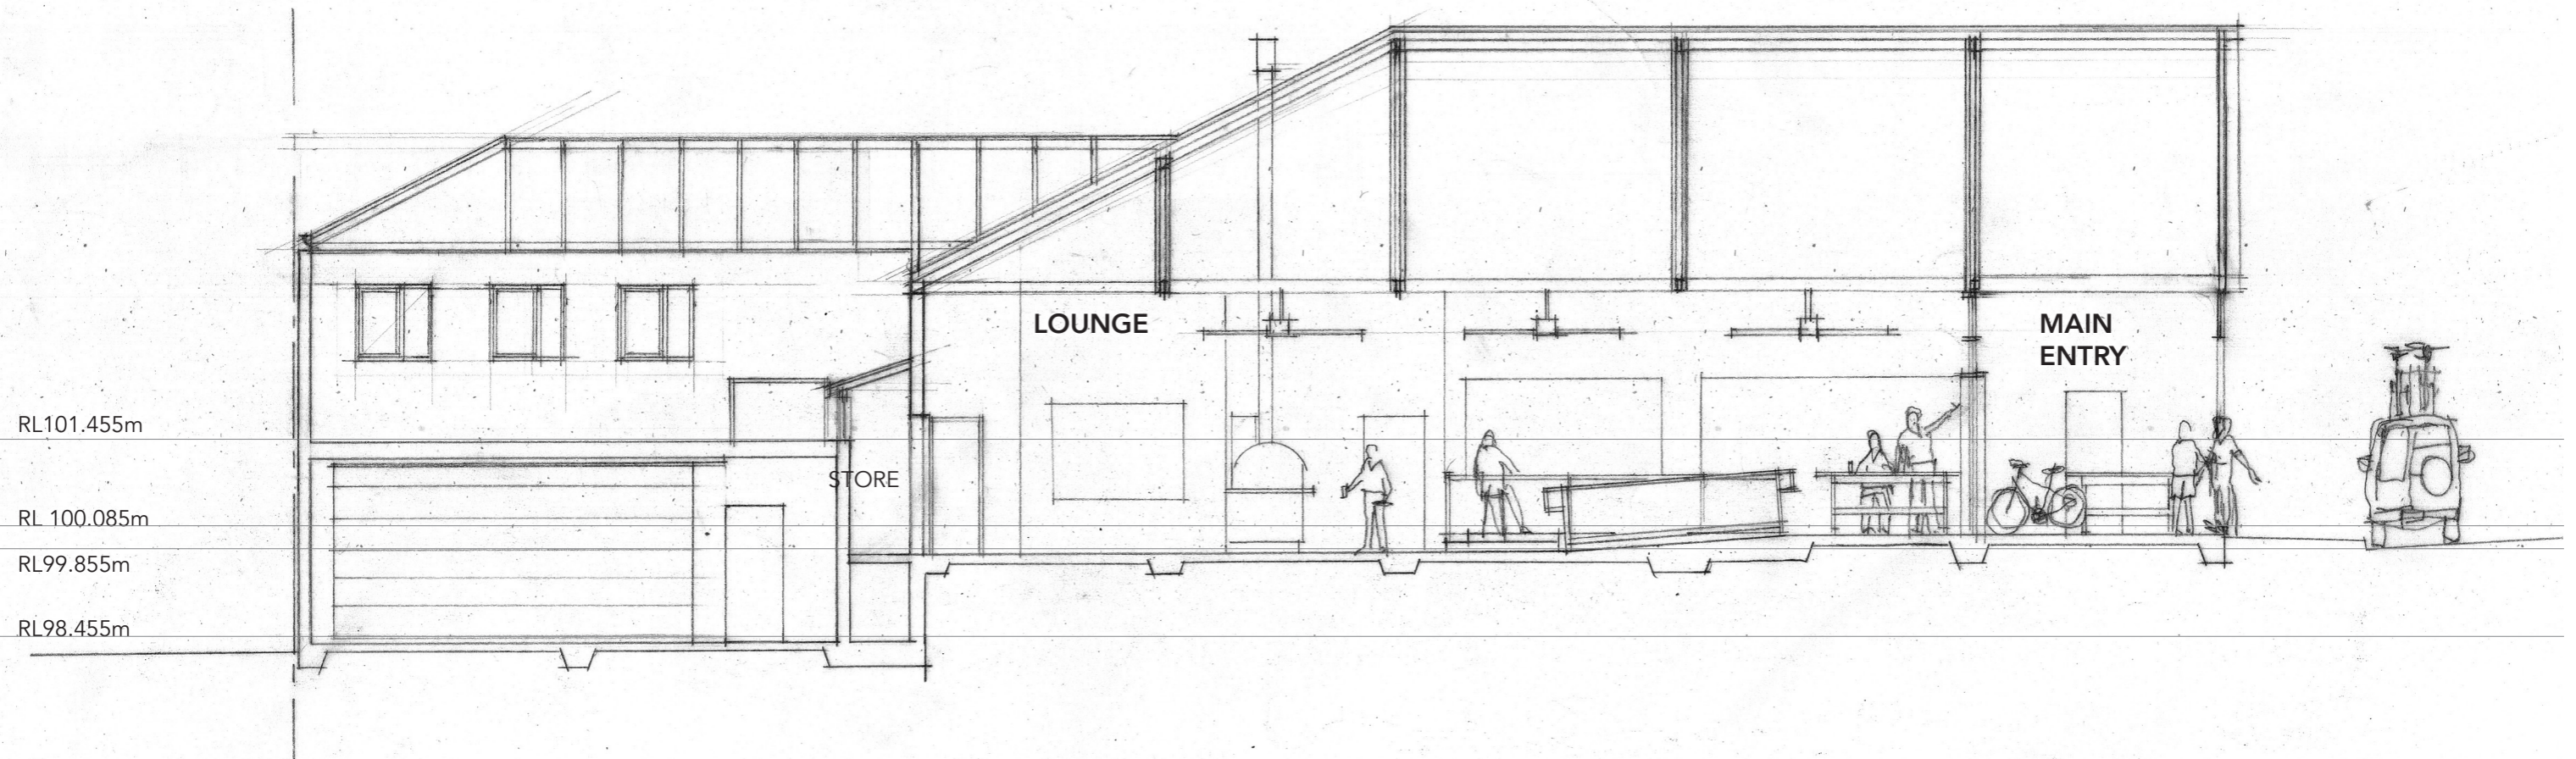 LOUNGE
MAIN
ENTRY
RL101.455m
STORE
RL 100.085m
RL99.855m
RL98.455m